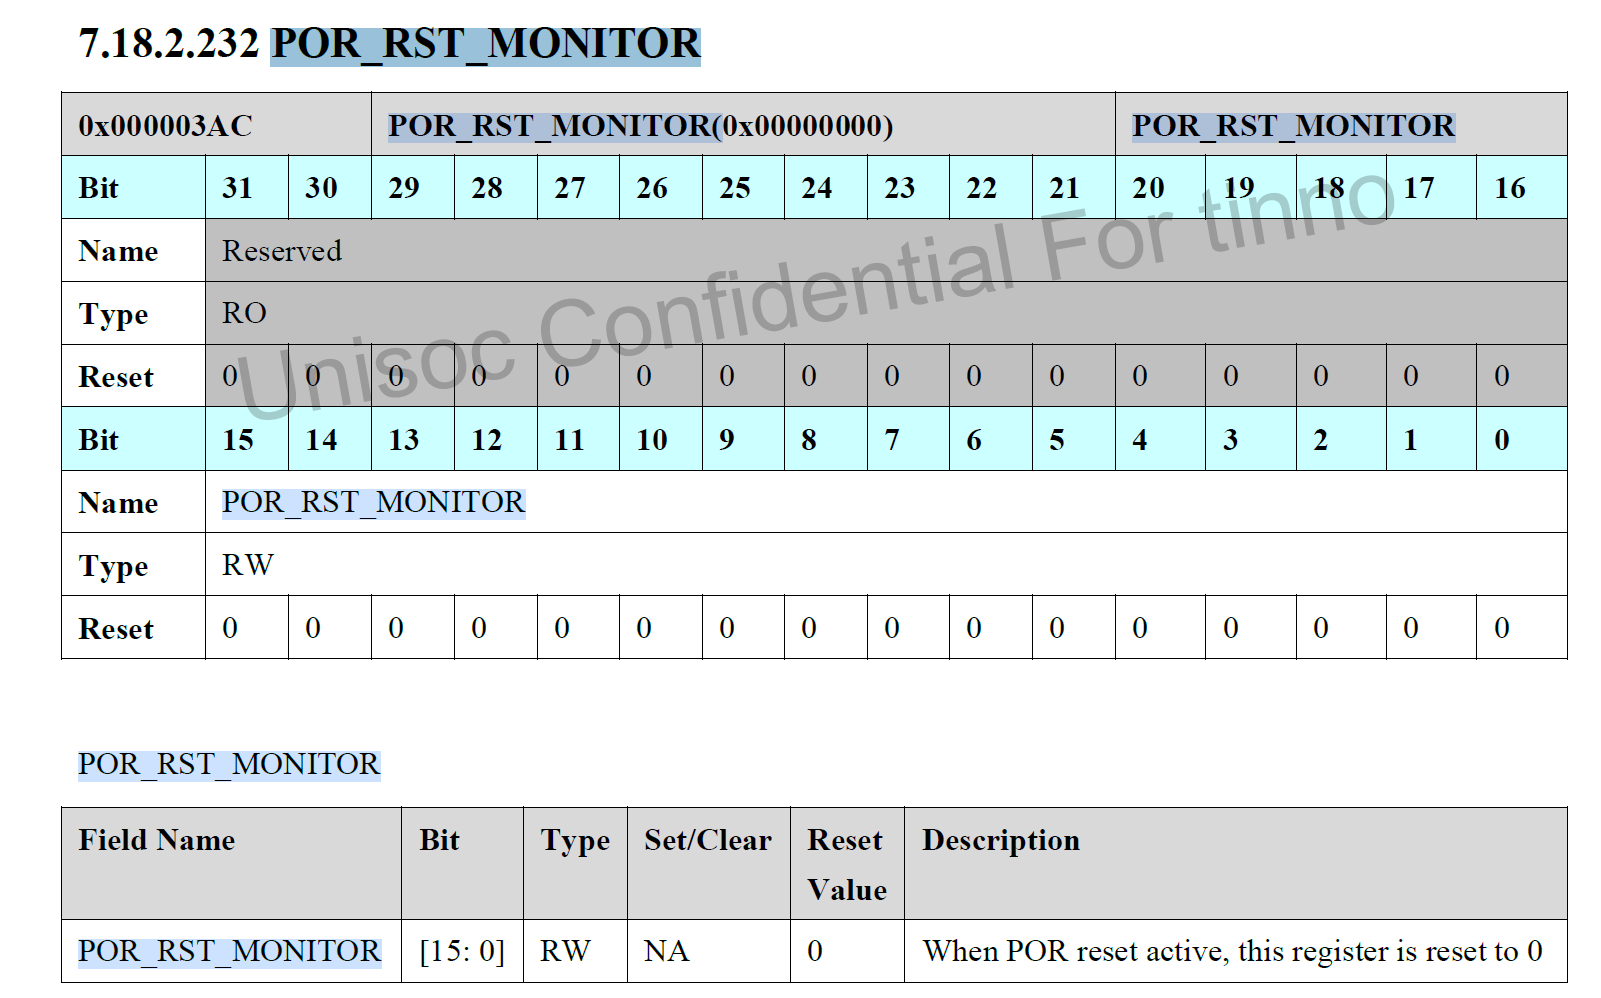 7.18.2.232 POR_RST_MONITOR
0x000003AC POR_RST_MONITOR(0x00000000) POR_RST_MONITOR
Bit 31 30 29 28 27 26 25 24 23 22 21 20 19 18 17 16
Name Reserved
Type RO
Reset 0 0 0 0 0 0 0 0 0 0 0 0 0 0 0 0
Unisoc Confidential For tinno
Bit 15 14 13 12 11 10 9 8 7 6 5 4 3 2 1 0
Name POR_RST_MONITOR
Type RW
Reset 0 0 0 0 0 0 0 0 0 0 0 0 0 0 0 0
POR_RST_MONITOR
Field Name Bit Type Set/Clear Reset Description
Value
POR_RST_MONITOR [15: 0] RW NA 0 When POR reset active, this register is reset to 0